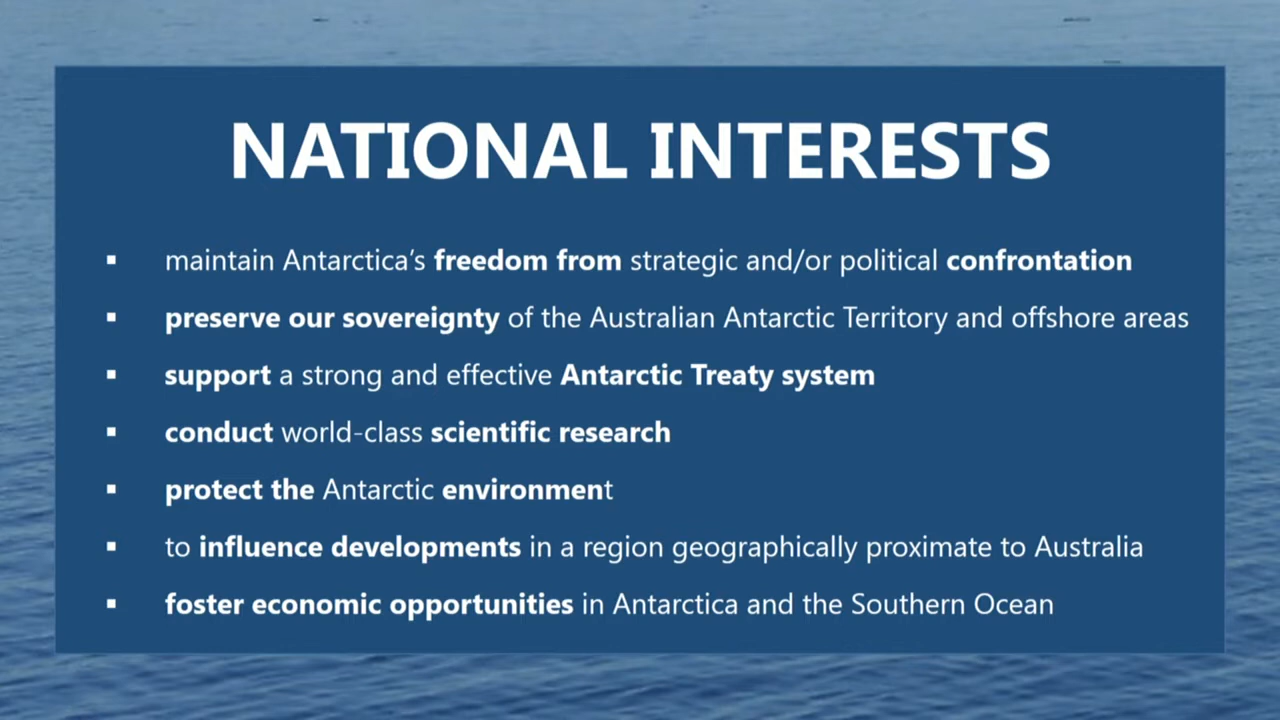 NATIONAL INTERESTS
▪ maintain Antarctica’s freedom from strategic and/or political confrontation
▪ preserve our sovereignty of the Australian Antarctic Territory and offshore areas
▪ support a strong and effective Antarctic Treaty system
▪ conduct world-class scientific research
▪ protect the Antarctic environment
▪ to influence developments in a region geographically proximate to Australia
▪ foster economic opportunities in Antarctica and the Southern Ocean